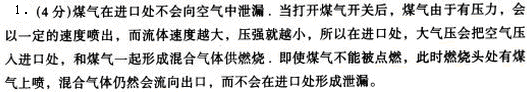 1．(4分)煤气在进口处不会向空气中泄漏．当打开煤气开关后，煤气由于有压力，会
以一定的速度喷出，而流体速度越大，压强就越小，所以在进口处，大气压会把空气压
入进口处，和煤气一起形成混合气体供燃烧．即使煤气不能被点燃，此时燃烧头处有煤
气上喷，混合气体仍然会流向出口，而不会在进口处形成泄漏。